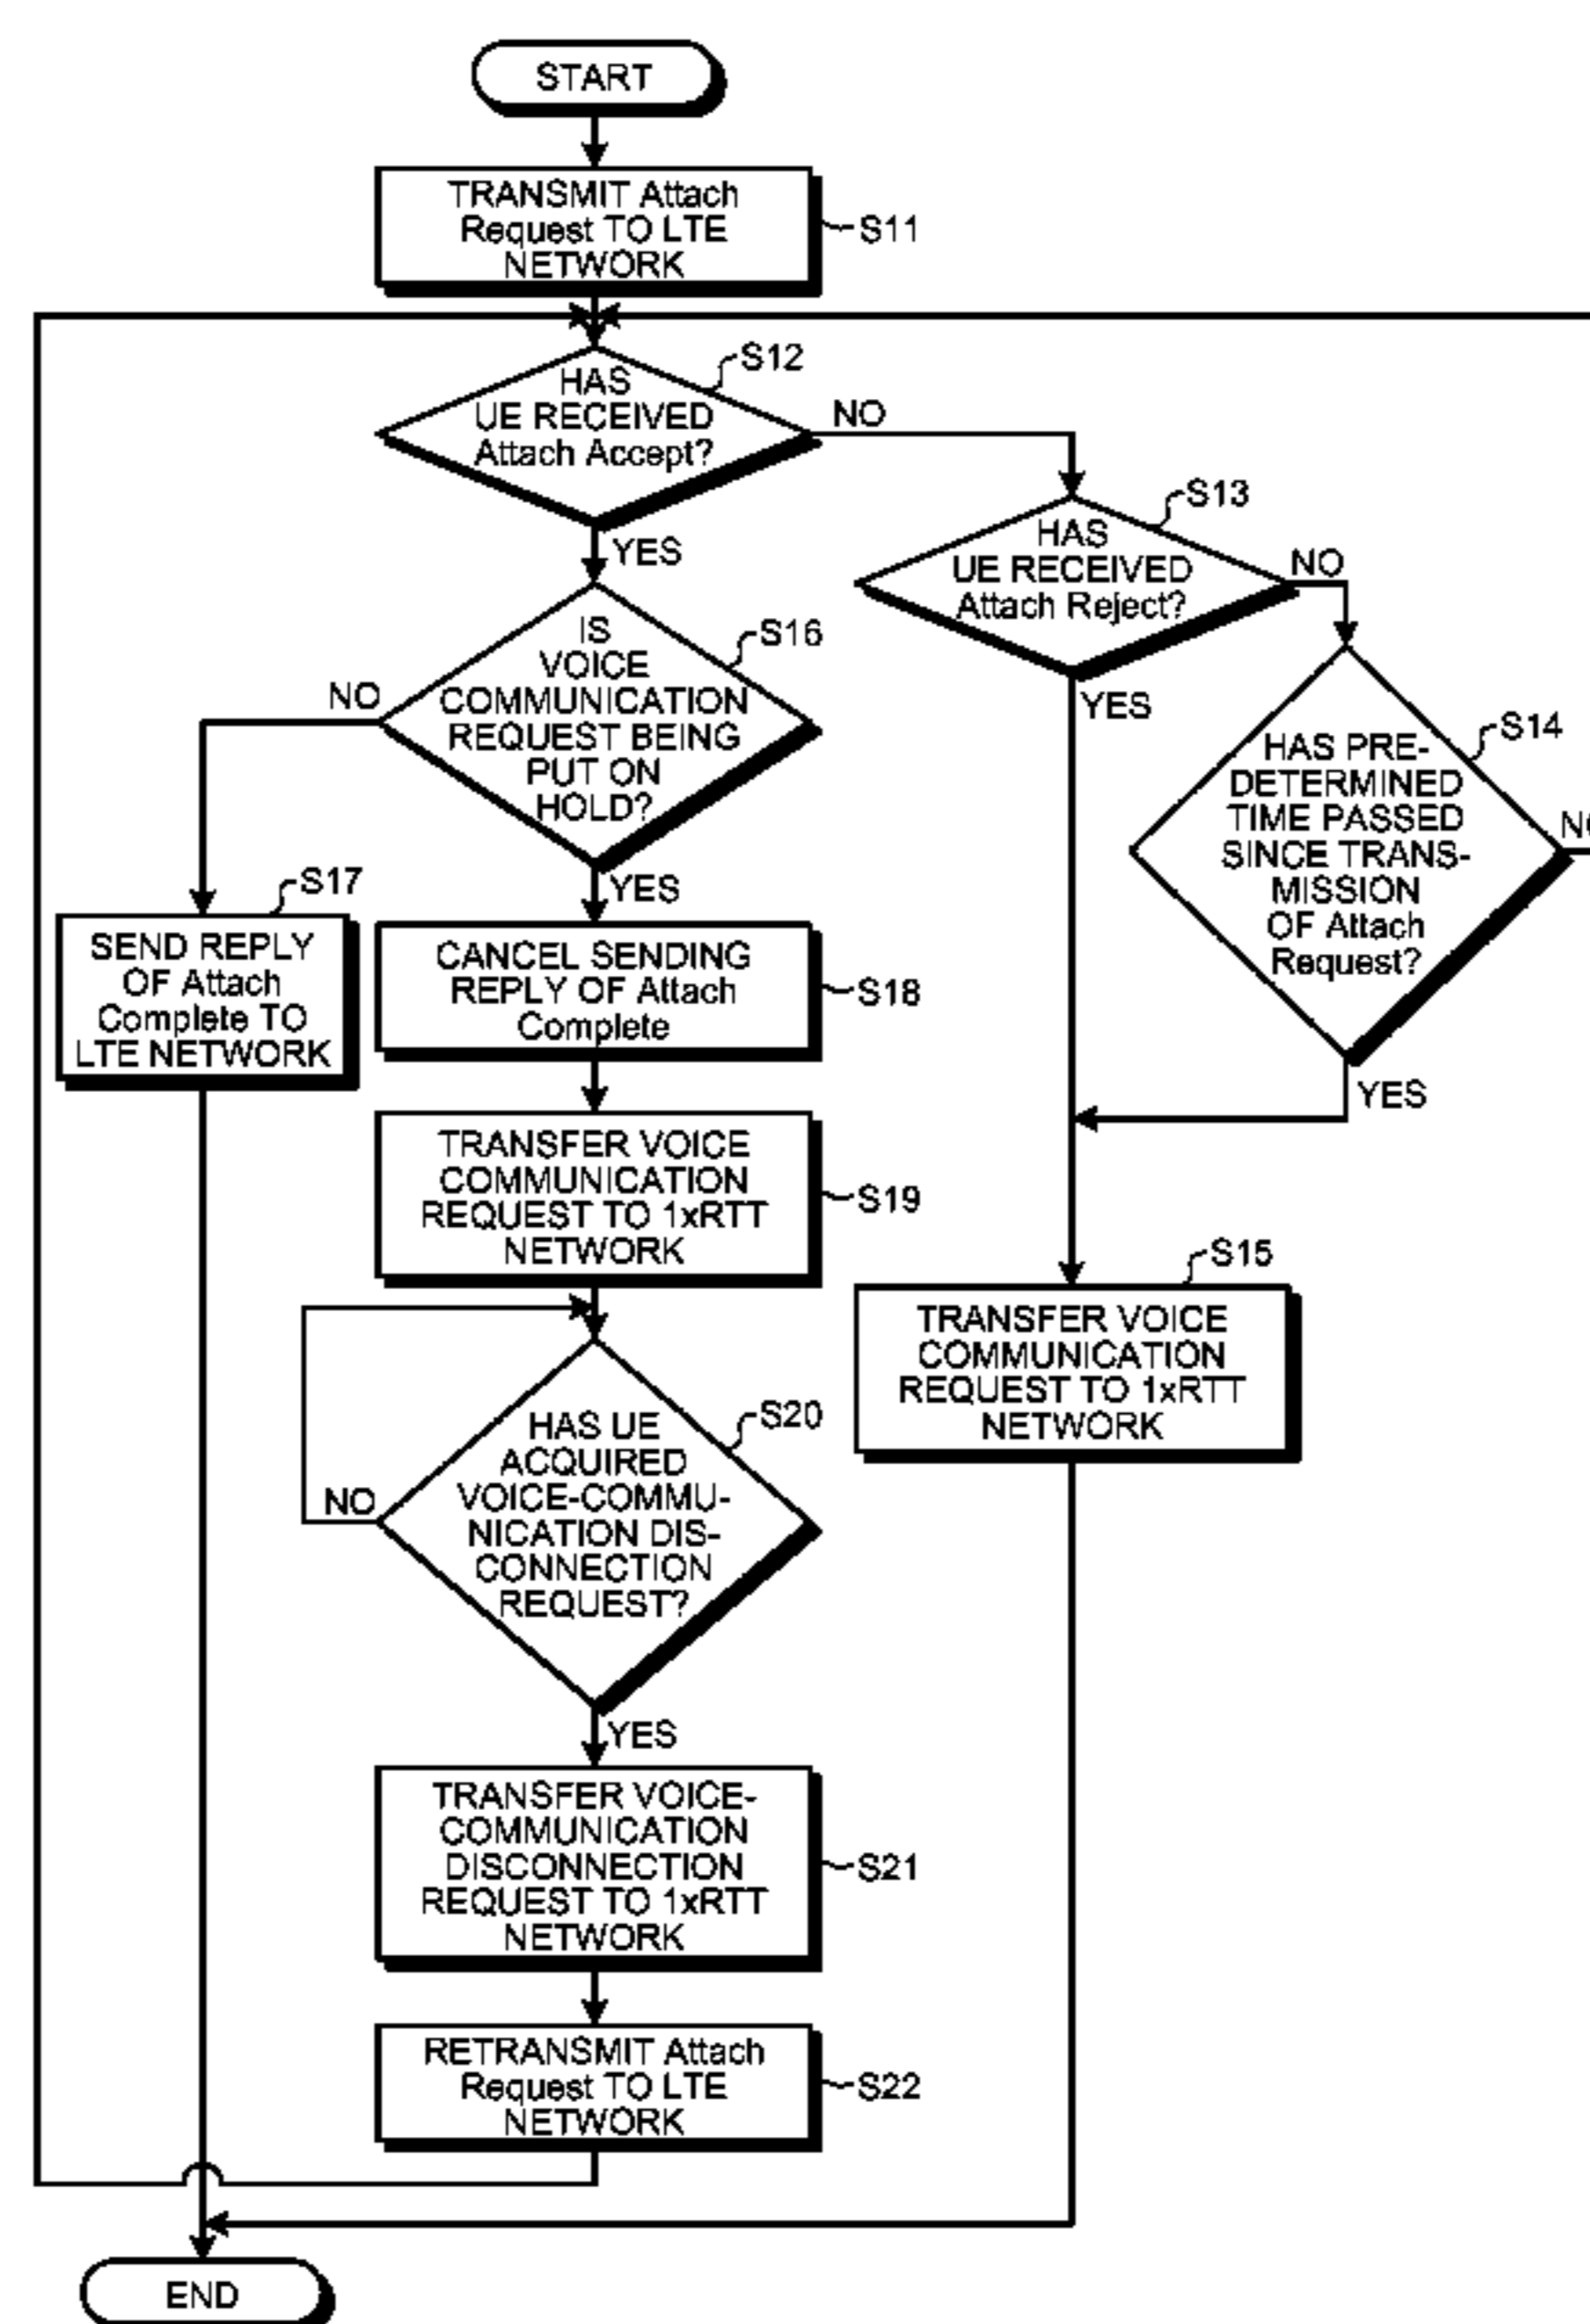 START
TRANSMIT Attach
Request TO LTE
NETWORK
S11
HAS
UE RECEIVED
Attach Accept?
S12
NO
YES
HAS
UE RECEIVED
Attach Reject?
S13
NO
YES
IS
VOICE
COMMUNICATION
REQUEST BEING
PUT ON
HOLD?
S16
NO
YES
HAS PRE-
DETERMINED
TIME PASSED
SINCE TRANS-
MISSION
OF Attach
Request?
S14
NO
YES
SEND REPLY
OF Attach
Complete TO
LTE NETWORK
S17
CANCEL SENDING
REPLY OF Attach
Complete
S18
TRANSFER VOICE
COMMUNICATION
REQUEST TO 1xRTT
NETWORK
S19
TRANSFER VOICE
COMMUNICATION
REQUEST TO 1xRTT
NETWORK
S15
HAS UE
ACQUIRED
VOICE-COMMU-
NICATION DIS-
CONNECTION
REQUEST?
S20
NO
YES
TRANSFER VOICE-
COMMUNICATION
DISCONNECTION
REQUEST TO 1xRTT
NETWORK
S21
RETRANSMIT Attach
Request TO LTE
NETWORK
S22
END